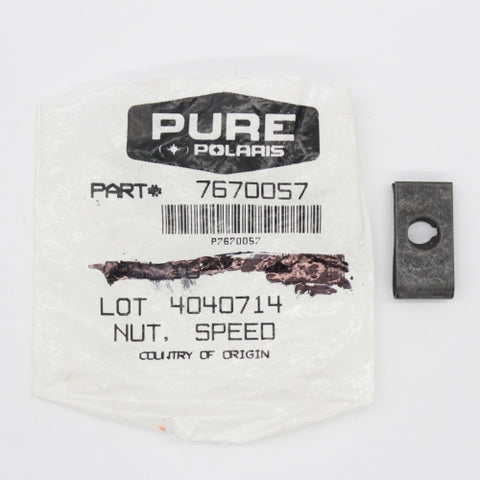 PURE
POLARIS
PART# 7670057
P7670057
LOT 4040714
NUT, SPEED
COUNTRY OF ORIGIN